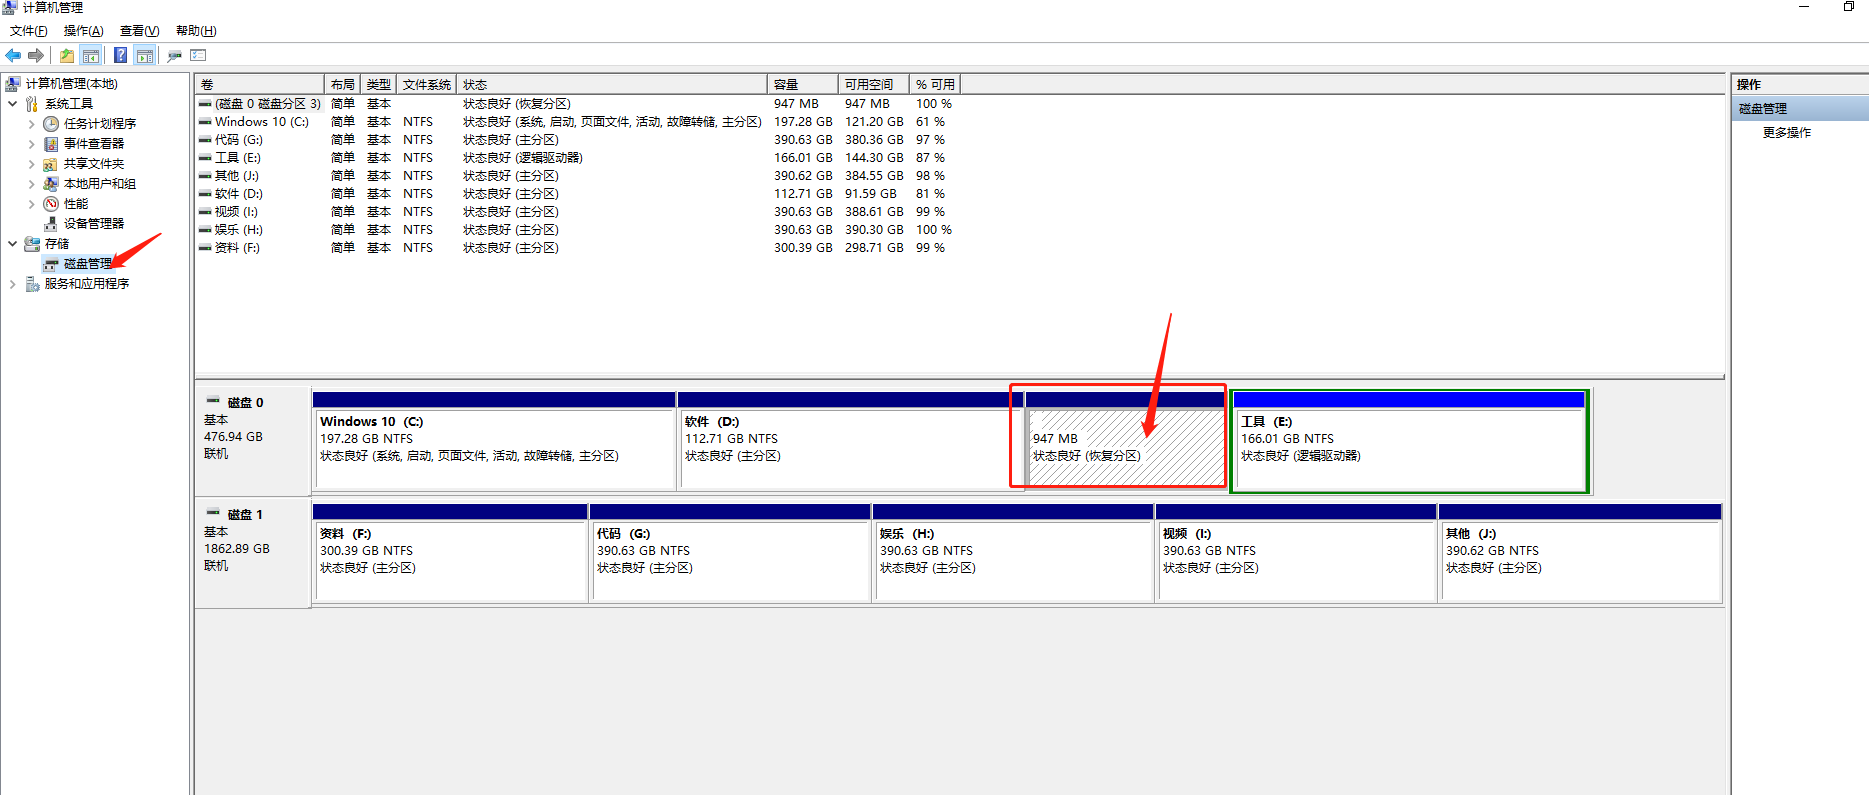 计算机管理
文件(F) 操作(A) 查看(V) 帮助(H)
计算机管理(本地)
系统工具
任务计划程序
事件查看器
共享文件夹
本地用户和组
性能
设备管理器
存储
磁盘管理
服务和应用程序
卷 布局 类型 文件系统 状态 容量 可用空间 % 可用
(磁盘 0 磁盘分区 3) 简单 基本 状态良好 (恢复分区) 947 MB 947 MB 100 %
Windows 10 (C:) 简单 基本 NTFS 状态良好 (系统, 启动, 页面文件, 活动, 故障转储, 主分区) 197.28 GB 121.20 GB 61 %
代码 (G:) 简单 基本 NTFS 状态良好 (主分区) 390.63 GB 380.36 GB 97 %
工具 (E:) 简单 基本 NTFS 状态良好 (逻辑驱动器) 166.01 GB 144.30 GB 87 %
其他 (J:) 简单 基本 NTFS 状态良好 (主分区) 390.62 GB 384.55 GB 98 %
软件 (D:) 简单 基本 NTFS 状态良好 (主分区) 112.71 GB 91.59 GB 81 %
视频 (I:) 简单 基本 NTFS 状态良好 (主分区) 390.63 GB 388.61 GB 99 %
娱乐 (H:) 简单 基本 NTFS 状态良好 (主分区) 390.63 GB 390.30 GB 100 %
资料 (F:) 简单 基本 NTFS 状态良好 (主分区) 300.39 GB 298.71 GB 99 %
磁盘 0
基本
476.94 GB
联机
Windows 10 (C:)
197.28 GB NTFS
状态良好 (系统, 启动, 页面文件, 活动, 故障转储, 主分区)
软件 (D:)
112.71 GB NTFS
状态良好 (主分区)
947 MB
状态良好 (恢复分区)
工具 (E:)
166.01 GB NTFS
状态良好 (逻辑驱动器)
磁盘 1
基本
1862.89 GB
联机
资料 (F:)
300.39 GB NTFS
状态良好 (主分区)
代码 (G:)
390.63 GB NTFS
状态良好 (主分区)
娱乐 (H:)
390.63 GB NTFS
状态良好 (主分区)
视频 (I:)
390.63 GB NTFS
状态良好 (主分区)
其他 (J:)
390.62 GB NTFS
状态良好 (主分区)
操作
磁盘管理
更多操作